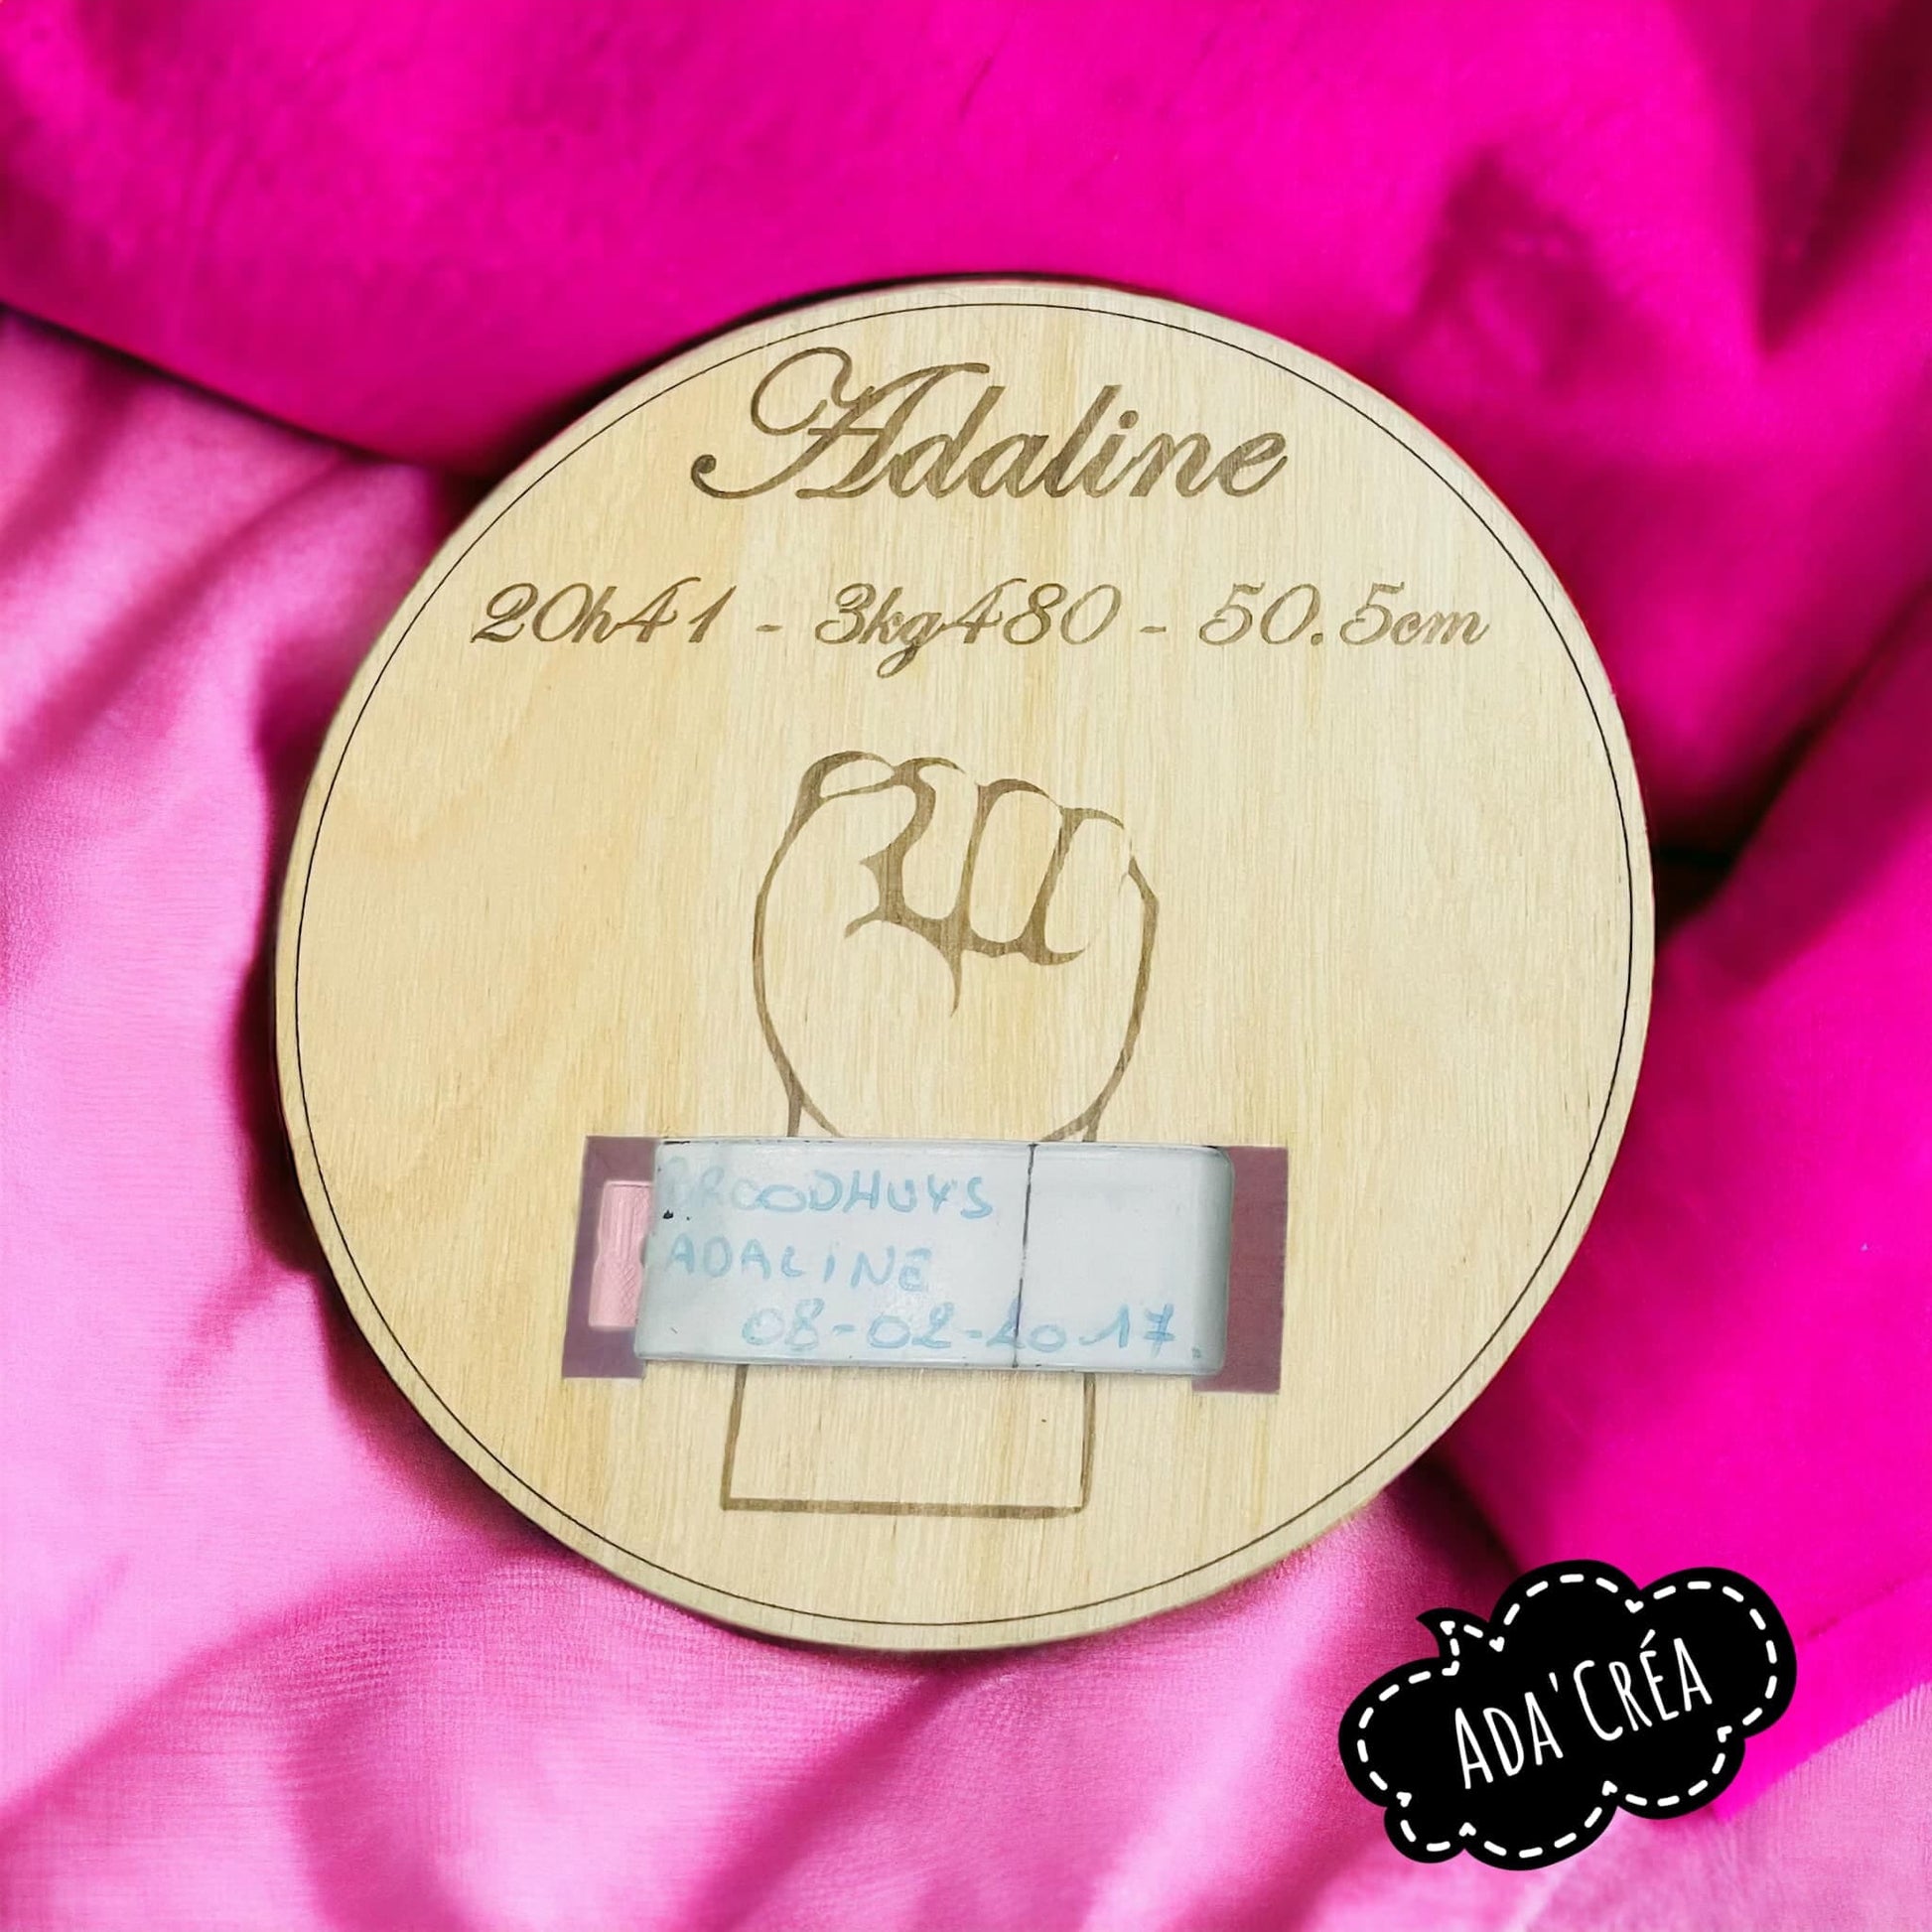 Adaline
20h41 - 3kg480 - 50.5cm
BROODHUYS
ADALINE
08-02-2017
ADA'CRÉA